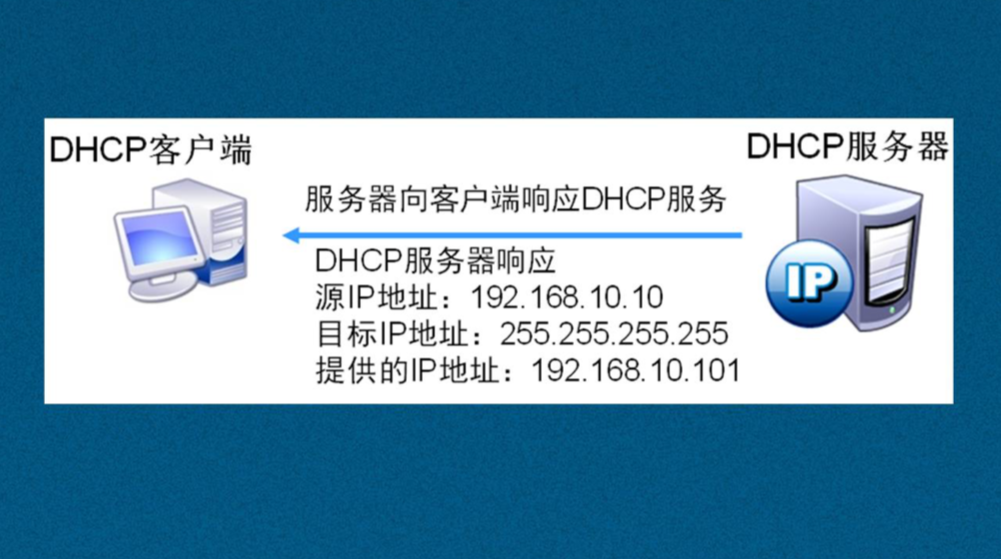 DHCP客户端
DHCP服务器
服务器向客户端响应DHCP服务
DHCP服务器响应
源IP地址：192.168.10.10
目标IP地址：255.255.255.255
提供的IP地址：192.168.10.101
IP